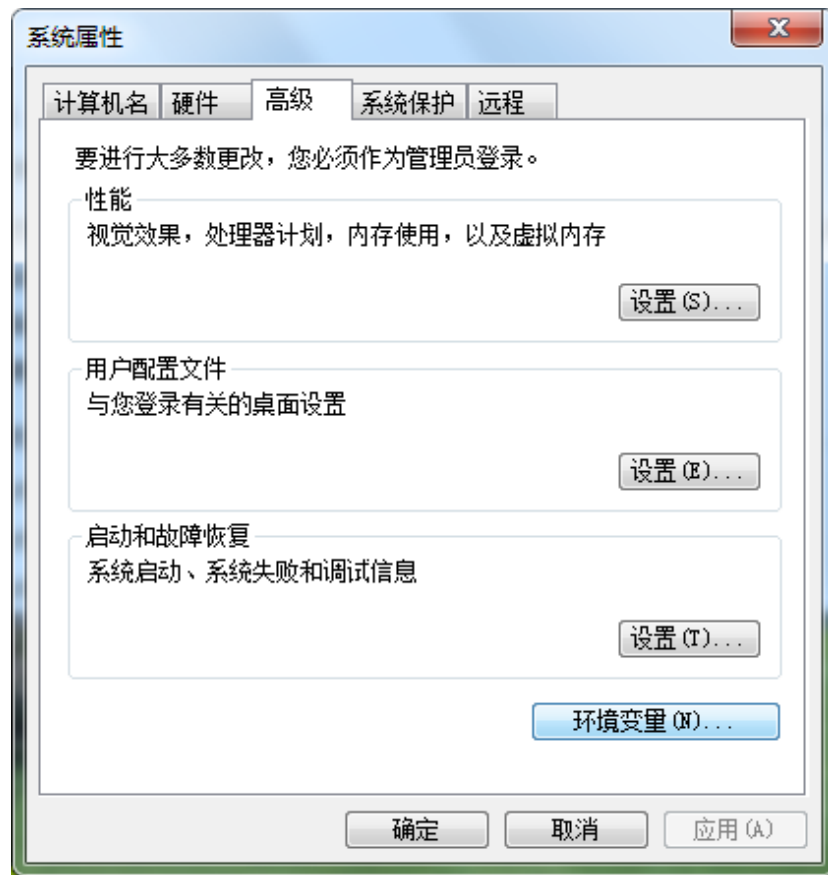 系统属性
计算机名 硬件 高级 系统保护 远程
要进行大多数更改，您必须作为管理员登录。
性能
视觉效果，处理器计划，内存使用，以及虚拟内存
设置(S)...
用户配置文件
与您登录有关的桌面设置
设置(E)...
启动和故障恢复
系统启动、系统失败和调试信息
设置(T)...
环境变量(N)...
确定 取消 应用(A)